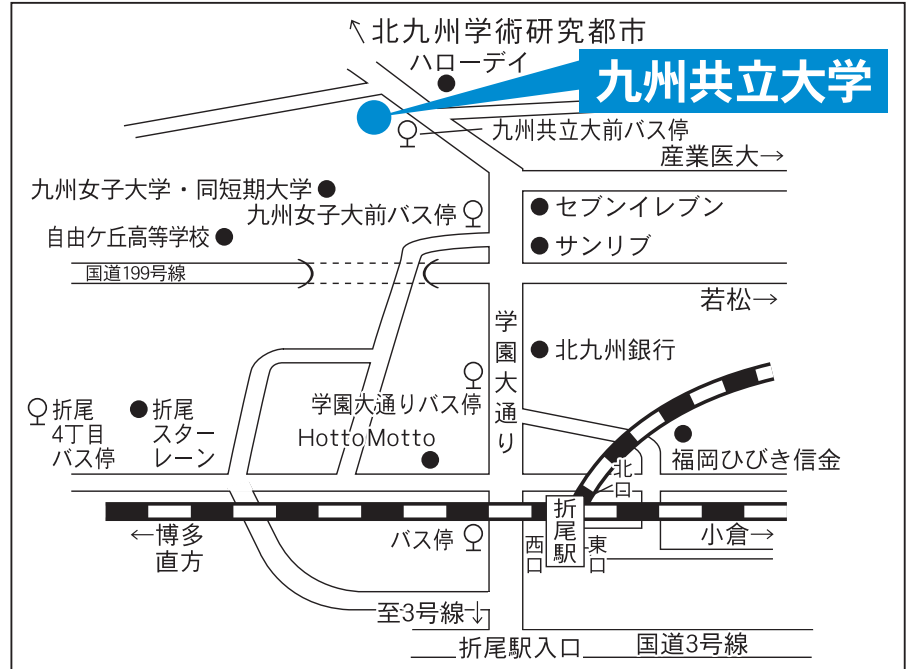 ↖北九州学術研究都市
ハローデイ
九州共立大学
九州共立大前バス停
産業医大→
九州女子大学・同短期大学
九州女子大前バス停
セブンイレブン
自由ケ丘高等学校
サンリブ
国道199号線
若松→
学園大通り
北九州銀行
学園大通りバス停
折尾
4丁目
バス停
折尾
スター
レーン
HottoMotto
福岡ひびき信金
北口
折尾駅
←博多
直方
バス停
西口
東口
小倉→
至3号線↓
折尾駅入口
国道3号線